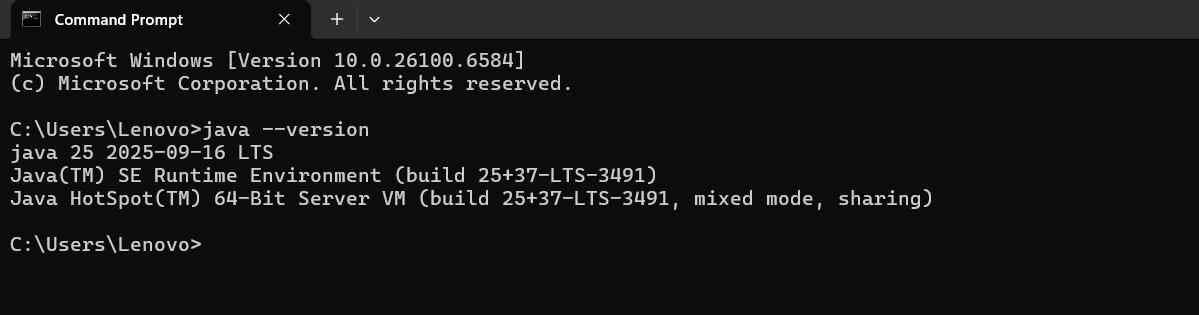 Command Prompt
Microsoft Windows [Version 10.0.26100.6584]
(c) Microsoft Corporation. All rights reserved.
C:\Users\Lenovo>java --version
java 25 2025-09-16 LTS
Java(TM) SE Runtime Environment (build 25+37-LTS-3491)
Java HotSpot(TM) 64-Bit Server VM (build 25+37-LTS-3491, mixed mode, sharing)
C:\Users\Lenovo>